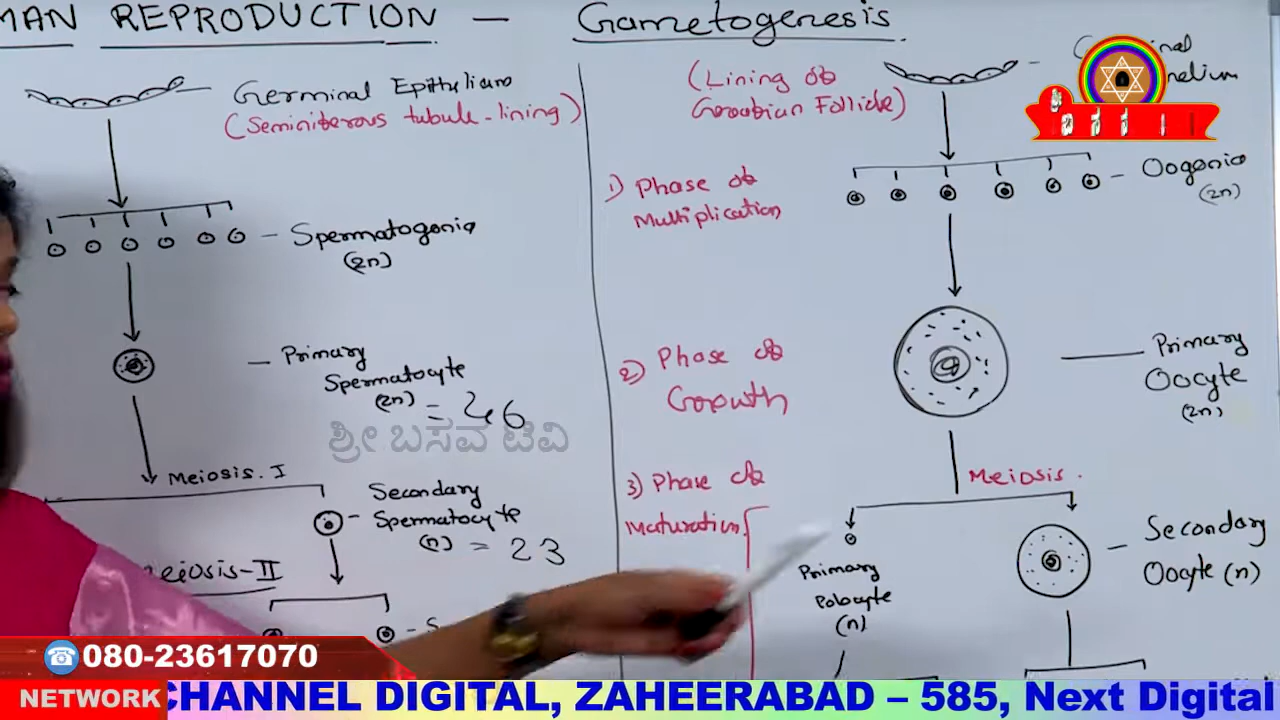 MAN REPRODUCTION — Gametogenesis
Germinal Epithelium
(Seminiferous tubule-lining)
Spermatogonia
(2n)
Primary
Spermatocyte
(2n) = 46
Meiosis. I
Secondary
Spermatocyte
(n) = 23
eiosis-II
(Lining of
Graafian Follicle)
1) Phase of
Multiplication
2) Phase of
Growth
3) Phase of
Maturation
Oogonia
(2n)
Primary
Oocyte
(2n)
Meiosis.
Primary
Polocyte
(n)
Secondary
Oocyte (n)
ಶ್ರೀ ಬಸವ ಟಿವಿ
080-23617070
NETWORK
CHANNEL DIGITAL, ZAHEERABAD – 585, Next Digital